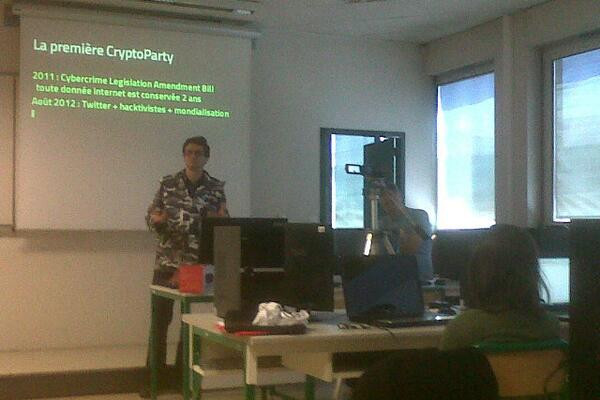 La première CryptoParty
2011 : Cybercrime Legislation Amendment Bill
toute donnée internet est conservée 2 ans
Août 2012 : Twitter + hacktivistes + mondialisation